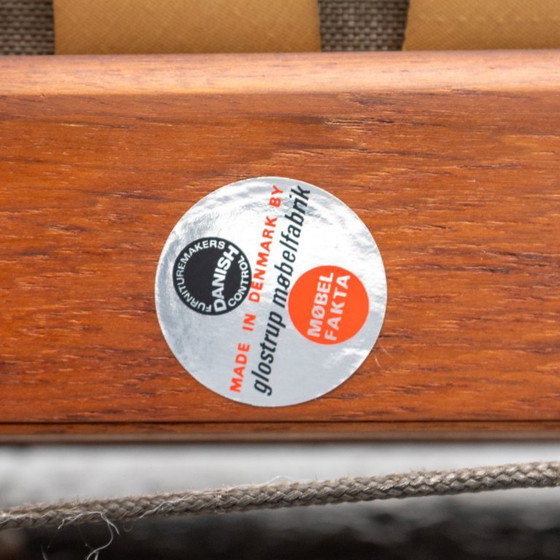 FURNITUREMAKERS
DANISH
CONTROL
MADE IN DENMARK BY
glostrup møbelfabrik
MØBEL
FAKTA